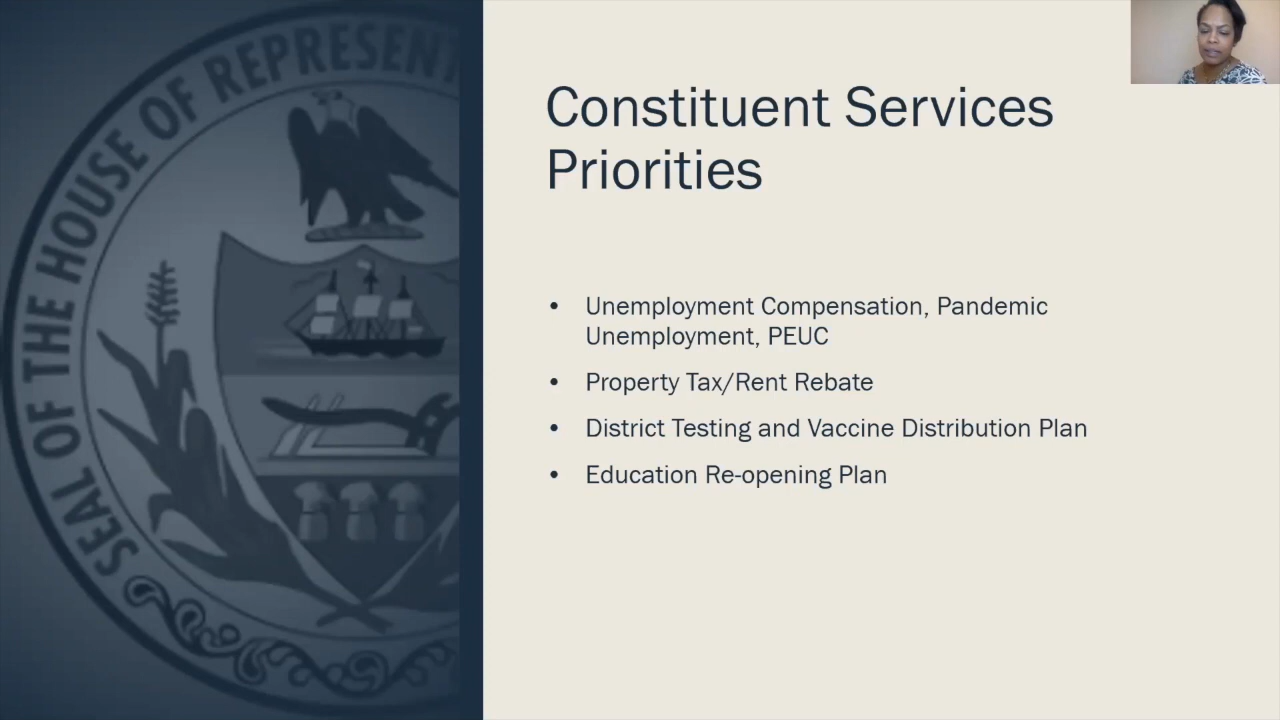 SEAL OF THE HOUSE OF REPRESENT
Constituent Services
Priorities
• Unemployment Compensation, Pandemic
Unemployment, PEUC
• Property Tax/Rent Rebate
• District Testing and Vaccine Distribution Plan
• Education Re-opening Plan